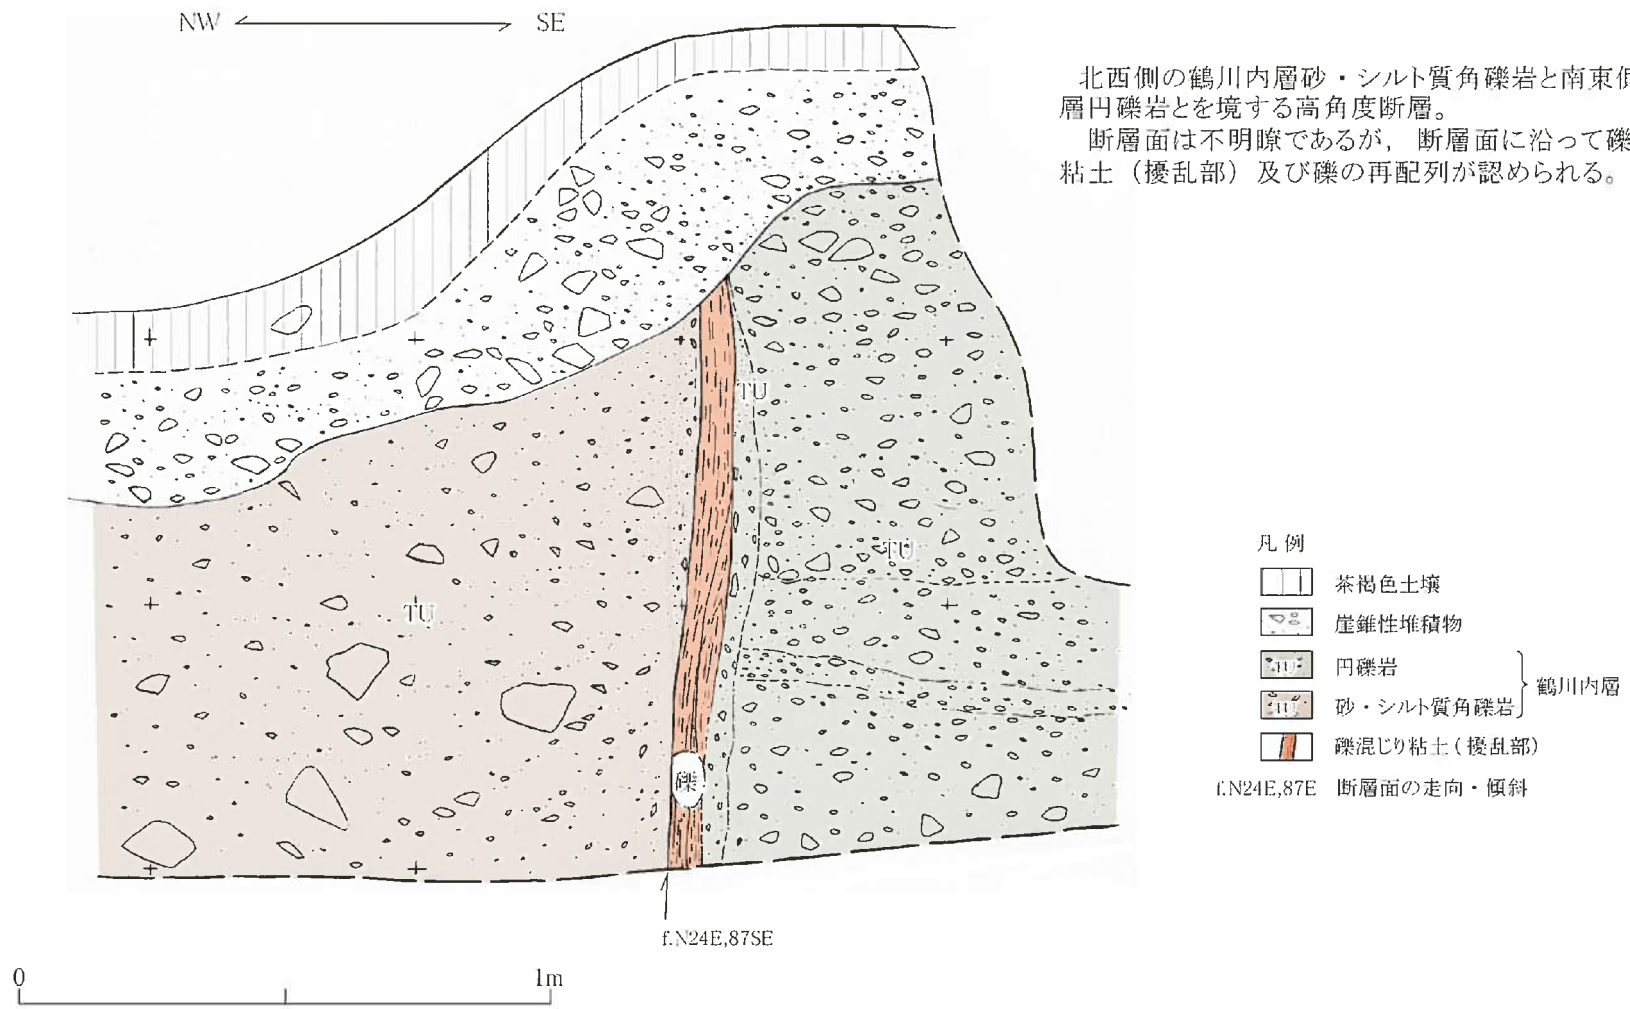 NW SE
北西側の鶴川内層砂・シルト質角礫岩と南東
層円礫岩とを境する高角度断層。
断層面は不明瞭であるが，断層面に沿って礫
粘土（擾乱部）及び礫の再配列が認められる。
TU
TU
TU
礫
f.N24E,87SE
0 1m
凡例
茶褐色土壌
崖錐性堆積物
TU 円礫岩
鶴川内層
TU 砂・シルト質角礫岩
礫混じり粘土（擾乱部）
f.N24E,87E 断層面の走向・傾斜